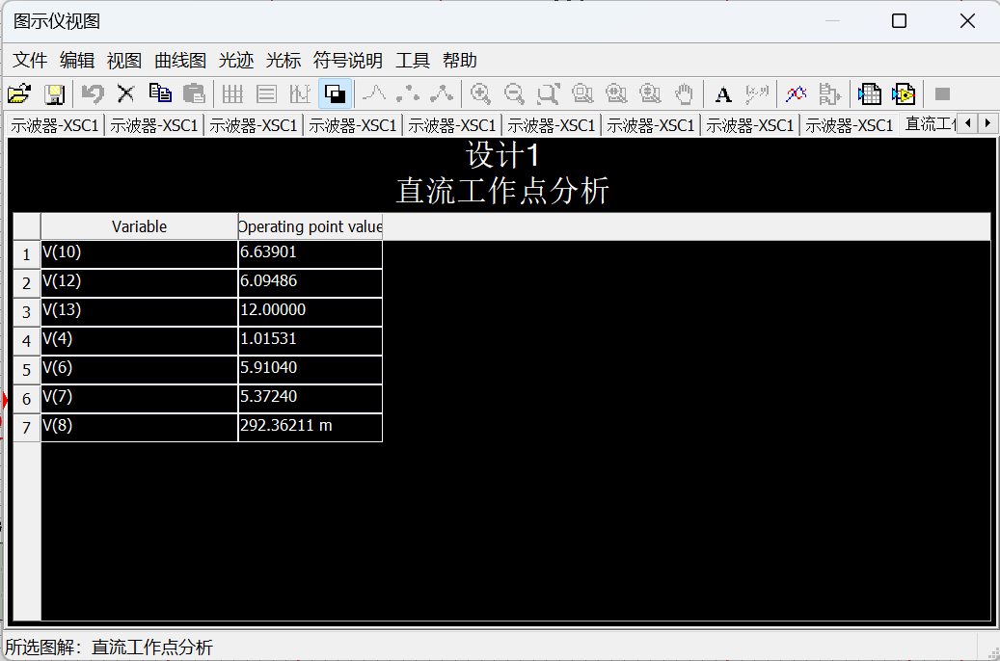 图示仪视图
文件 编辑 视图 曲线图 光迹 光标 符号说明 工具 帮助
示波器-XSC1 示波器-XSC1 示波器-XSC1 示波器-XSC1 示波器-XSC1 示波器-XSC1 示波器-XSC1 示波器-XSC1 示波器-XSC1 直流工作
设计1
直流工作点分析
Variable Operating point value
1 V(10) 6.63901
2 V(12) 6.09486
3 V(13) 12.00000
4 V(4) 1.01531
5 V(6) 5.91040
6 V(7) 5.37240
7 V(8) 292.36211 m
所选图解：直流工作点分析